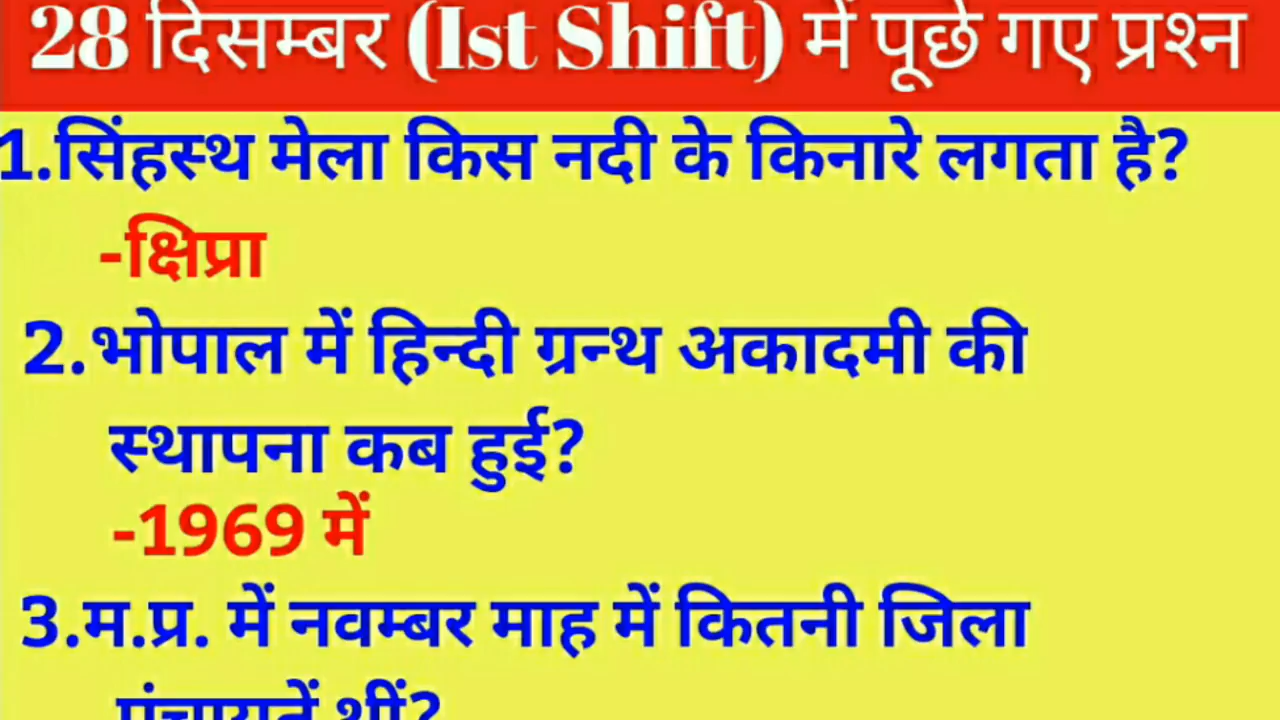 28 दिसम्बर (Ist Shift) में पूछे गए प्रश्न
1.सिंहस्थ मेला किस नदी के किनारे लगता है?
-क्षिप्रा
2.भोपाल में हिन्दी ग्रन्थ अकादमी की
स्थापना कब हुई?
-1969 में
3.म.प्र. में नवम्बर माह में कितनी जिला
पंचायतें थीं?